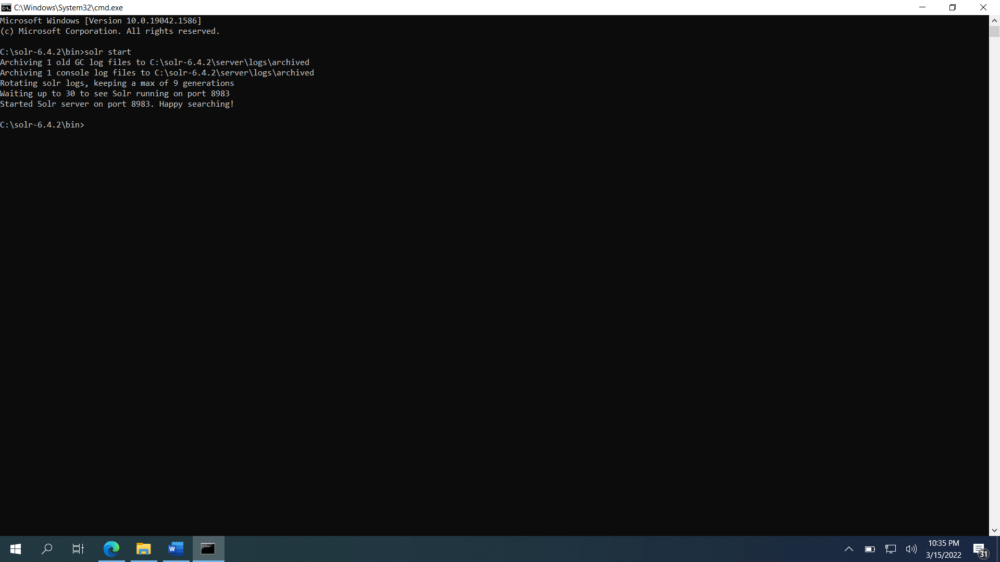 C:\Windows\System32\cmd.exe
Microsoft Windows [Version 10.0.19042.1586]
(c) Microsoft Corporation. All rights reserved.
C:\solr-6.4.2\bin>solr start
Archiving 1 old GC log files to C:\solr-6.4.2\server\logs\archived
Archiving 1 console log files to C:\solr-6.4.2\server\logs\archived
Rotating solr logs, keeping a max of 9 generations
Waiting up to 30 to see Solr running on port 8983
Started Solr server on port 8983. Happy searching!
C:\solr-6.4.2\bin>
10:35 PM
3/15/2022
31